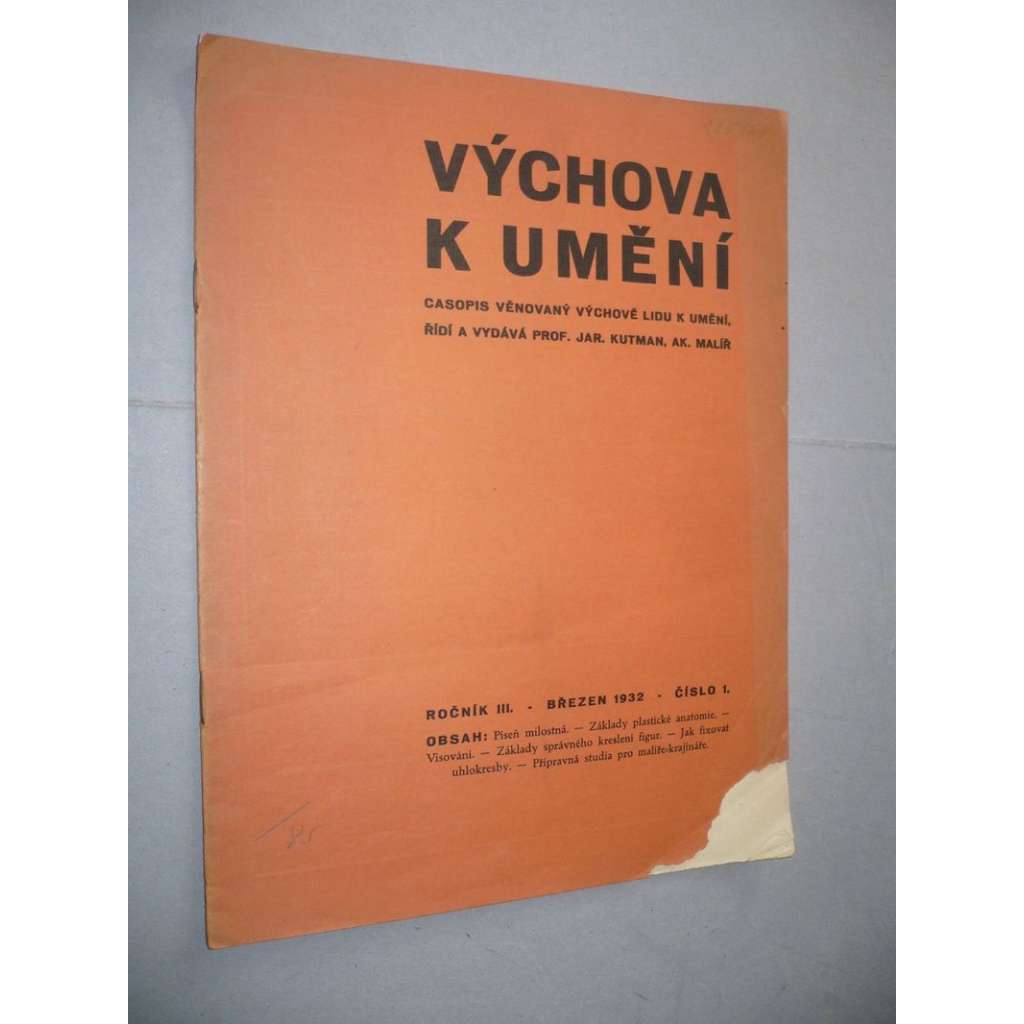 VÝCHOVA
K UMĚNÍ
CASOPIS VĚNOVANÝ VÝCHOVĚ LIDU K UMĚNÍ,
ŘÍDÍ A VYDÁVÁ PROF. JAR. KUTMAN, AK. MALÍŘ
ROČNÍK III. - BŘEZEN 1932 - ČÍSLO 1.
OBSAH: Píseň milostná. — Základy plastické anatomie. —
Visování. — Základy správného kreslení figur. — Jak fixovat
uhlokresby. — Přípravná studia pro malíře-krajináře.